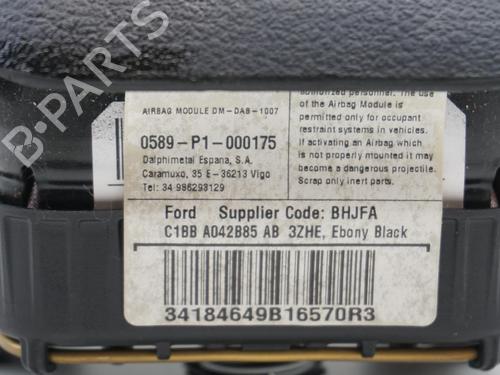 AIRBAG MODULE DM-DAB-1007
0589-P1-000175
Dalphimetal Espana, S.A.
Caramuxo, 35 E-36213 Vigo
Tel: 34 986293129
authorized personnel. The use
of the Airbag Module is
permitted only for occupant
restraint systems in vehicles.
If activating an Airbag which
is not properly mounted it may
become a dangerous projectile.
Scrap only inert parts.
Ford Supplier Code: BHJFA
C1BB A042B85 AB 3ZHE, Ebony Black
34184649B16570R3
B-PARTS